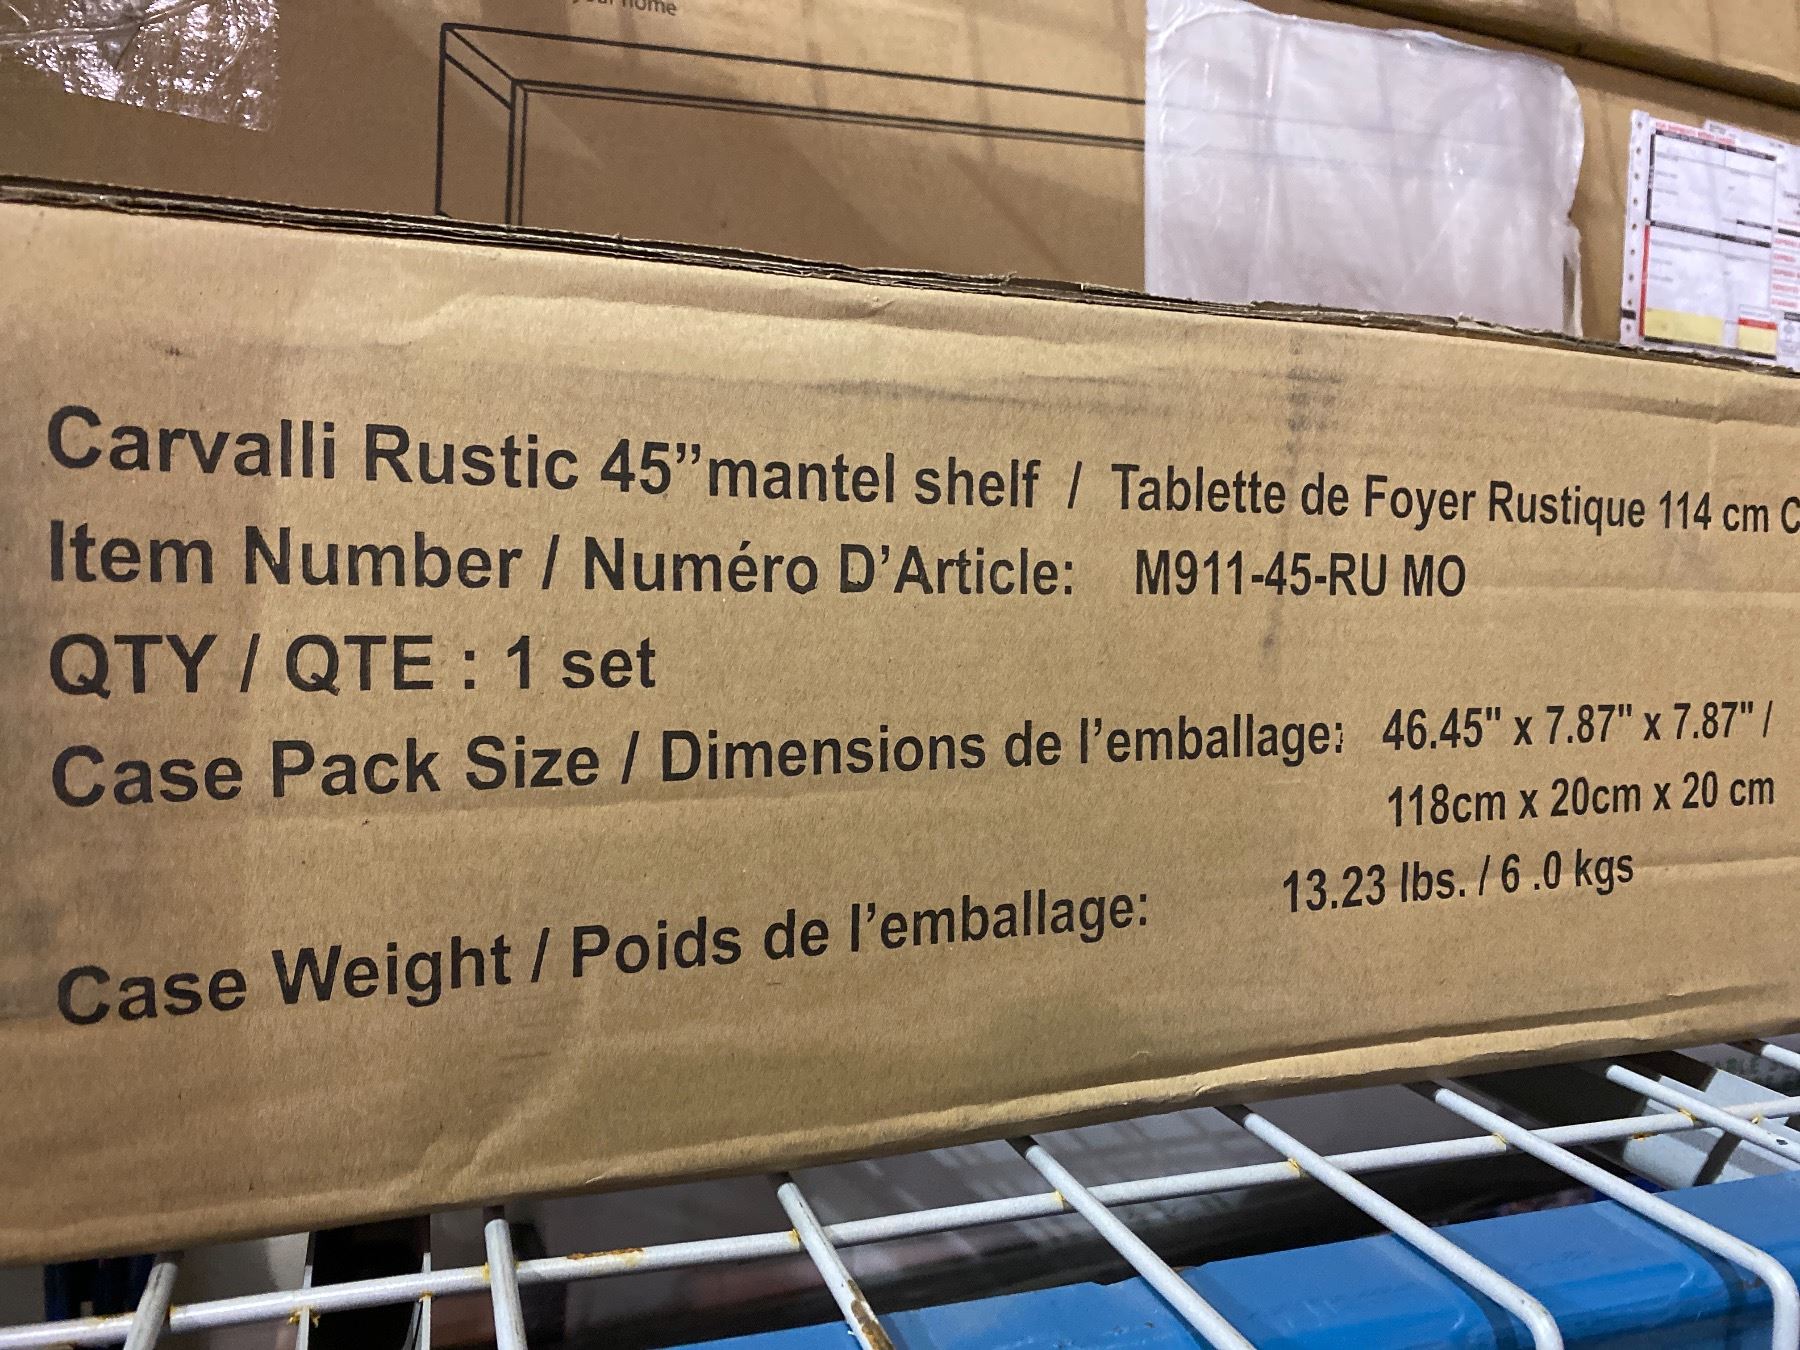 home
Carvalli Rustic 45”mantel shelf / Tablette de Foyer Rustique 114 cm C
Item Number / Numéro D’Article: M911-45-RU MO
QTY / QTE : 1 set
Case Pack Size / Dimensions de l’emballage: 46.45" x 7.87" x 7.87" /
118cm x 20cm x 20 cm
Case Weight / Poids de l’emballage: 13.23 lbs. / 6 .0 kgs